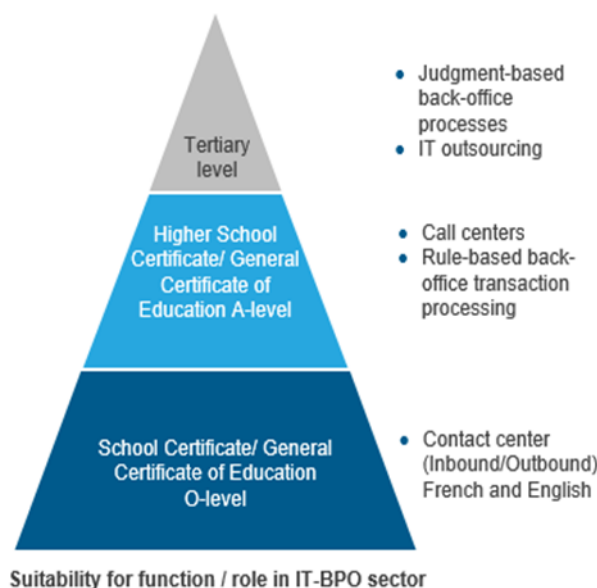 Tertiary
level
• Judgment-based
back-office
processes
• IT outsourcing
Higher School
Certificate/ General
Certificate of
Education A-level
• Call centers
• Rule-based back-
office transaction
processing
School Certificate/ General
Certificate of Education
O-level
• Contact center
(Inbound/Outbound)
French and English
Suitability for function / role in IT-BPO sector